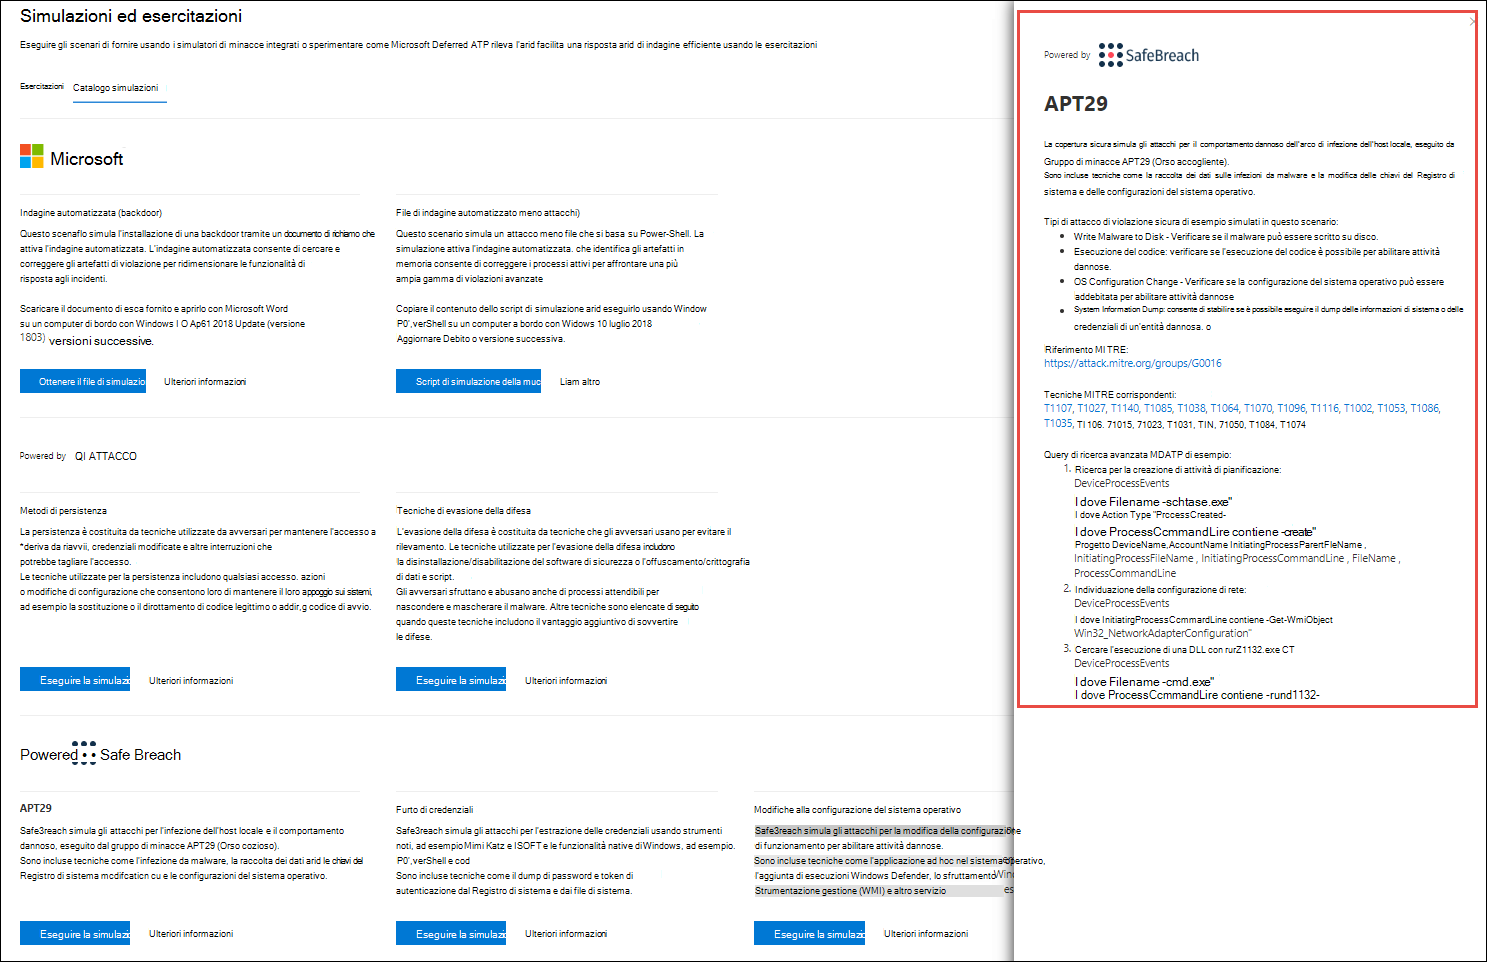 Simulazioni ed esercitazioni
Eseguire gli scenari di fornire usando i simulatori di minacce integrati o sperimentare come Microsoft Deferred ATP rileva l'arid facilita una risposta arid di indagine efficiente usando le esercitazioni
Esercitazioni Catalogo simulazioni
Microsoft
Indagine automatizzata (backdoor)
Questo scenaflo simula l'installazione di una backdoor tramite un documento di richiamo che
attiva l'indagine automatizzata. L'indagine automatizzata consente di cercare e
correggere gli artefatti di violazione per ridimensionare le funzionalità di
risposta agli incidenti.
Scaricare il documento di esca fornito e aprirlo con Microsoft Word
su un computer di bordo con Windows I O Ap61 2018 Update (versione
1803) versioni successive.
Ottenere il file di simulazio Ulteriori informazioni
File di indagine automatizzato meno attacchi)
Questo scenario simula un attacco meno file che si basa su Power-Shell. La
simulazione attiva l'indagine automatizzata. che identifica gli artefatti in
memoria consente di correggere i processi attivi per affrontare una più
ampia gamma di violazioni avanzate
Copiare il contenuto dello script di simulazione arid eseguirlo usando Window
P0',verShell su un computer a bordo con Widows 10 luglio 2018
Aggiornare Debito o versione successiva.
Script di simulazione della muc Liam altro
Powered by QI ATTACCO
Metodi di persistenza
La persistenza è costituita da tecniche utilizzate da avversari per mantenere l'accesso a
*deriva da riavvii, credenziali modificate e altre interruzioni che
potrebbe tagliare l'accesso.
Le tecniche utilizzate per la persistenza includono qualsiasi accesso. azioni
o modifiche di configurazione che consentono loro di mantenere il loro appoggio sui sistemi,
ad esempio la sostituzione o il dirottamento di codice legittimo o addir,g codice di avvio.
Eseguire la simulazi Ulteriori informazioni
Tecniche di evasione della difesa
L'evasione della difesa è costituita da tecniche che gli avversari usano per evitare il
rilevamento. Le tecniche utilizzate per l'evasione della difesa includono
la disinstallazione/disabilitazione del software di sicurezza o l'offuscamento/crittografia
di dati e script.
Gli avversari sfruttano e abusano anche di processi attendibili per
nascondere e mascherare il malware. Altre tecniche sono elencate di seguito
quando queste tecniche includono il vantaggio aggiuntivo di sovvertire
le difese.
Eseguire la simulazi Ulteriori informazioni
Powered Safe Breach
APT29
Safe3reach simula gli attacchi per l'infezione dell'host locale e il comportamento
dannoso, eseguito dal gruppo di minacce APT29 (Orso cozioso).
Sono incluse tecniche come l'infezione da malware, la raccolta dei dati arid le chiavi del
Registro di sistema mcdifcaticn cu e le configurazioni del sistema operativo.
Eseguire la simulazi Ulteriori informazioni
Furto di credenziali
Safe3reach simula gli attacchi per l'estrazione delle credenziali usando strumenti
noti, ad esempio Mimi Katz e ISOFT e le funzionalità native di Windows, ad esempio.
P0',verShell e cod
Sono incluse tecniche come il dump di password e token di
autenticazione dal Registro di sistema e dai file di sistema.
Eseguire la simulazi Ulteriori informazioni
Modifiche alla configurazione del sistema operativo
Safe3reach simula gli attacchi per la modifica della configurazione
di funzionamento per abilitare attività dannose.
Sono incluse tecniche come l'applicazione ad hoc nel sistema operativo,
l'aggiunta di esecuzioni Windows Defender, lo sfruttamento Wind
Strumentazione gestione (WMI) e altro servizio es
Eseguire la simulazi Ulteriori informazioni
Powered by SafeBreach
APT29
La copertura sicura simula gli attacchi per il comportamento dannoso dell'arco di infezione dell'host locale, eseguito da
Gruppo di minacce APT29 (Orso accogliente).
Sono incluse tecniche come la raccolta dei dati sulle infezioni da malware e la modifica delle chiavi del Registro di
sistema e delle configurazioni del sistema operativo.
Tipi di attacco di violazione sicura di esempio simulati in questo scenario:
• Write Malware to Disk - Verificare se il malware può essere scritto su disco.
• Esecuzione del codice: verificare se l'esecuzione del codice è possibile per abilitare attività
dannose.
• OS Configuration Change - Verificare se la configurazione del sistema operativo può essere
addebitata per abilitare attività dannose
• System Information Dump: consente di stabilire se è possibile eseguire il dump delle informazioni di sistema o delle
credenziali di un'entità dannosa. o
Riferimento MITRE:
https://attack.mitre.org/groups/G0016
Tecniche MITRE corrispondenti:
T1107, T1027, T1140, T1085, T1038, T1064, T1070, T1096, T1116, T1002, T1053, T1086,
T1035, TI 106. 71015, 71023, T1031, TIN, 71050, T1084, T1074
Query di ricerca avanzata MDATP di esempio:
1. Ricerca per la creazione di attività di pianificazione:
DeviceProcessEvents
I dove Filename -schtase.exe"
I dove Action Type "PrccessCreated-
I dove ProcessCcmmandLire contiene -create"
Progetto DeviceName,AccountName InitiatingProcessParertFleName ,
InitiatingProcessFileName , InitiatingProcessCommandLine , FileName ,
ProcessCommandLine
2. Individuazione della configurazione di rete:
DeviceProcessEvents
I dove InitiatirgProcessCcmmardLine contiene -Get-WmiObject
Win32_NetworkAdapterConfiguration"
3. Cercare l'esecuzione di una DLL con rurZ1132.exe CT
DeviceProcessEvents
I dove Filename -cmd.exe"
I dove ProcessCcmmandLire contiene -rund1132-